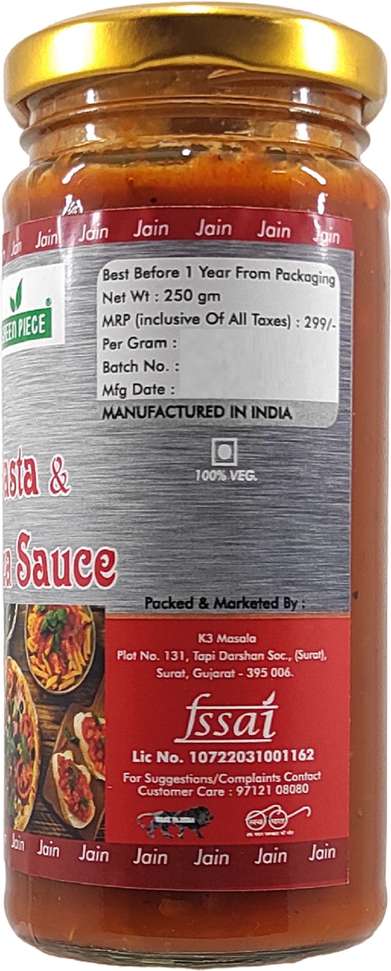 Jain Jain Jain Jain Jain Jain
Best Before 1 Year From Packaging
Net Wt : 250 gm
MRP (inclusive Of All Taxes) : 299/-
Per Gram :
Batch No. :
Mfg Date :
MANUFACTURED IN INDIA
REEN PIECE ®
100% VEG.
asta &
a Sauce
Packed & Marketed By :
K3 Masala
Plot No. 131, Tapi Darshan Soc., (Surat),
Surat, Gujarat - 395 006.
fssai
Lic No. 10722031001162
For Suggestions/Complaints Contact
Customer Care : 97121 08080
Jain Jain Jain Jain Jain Jain Jain